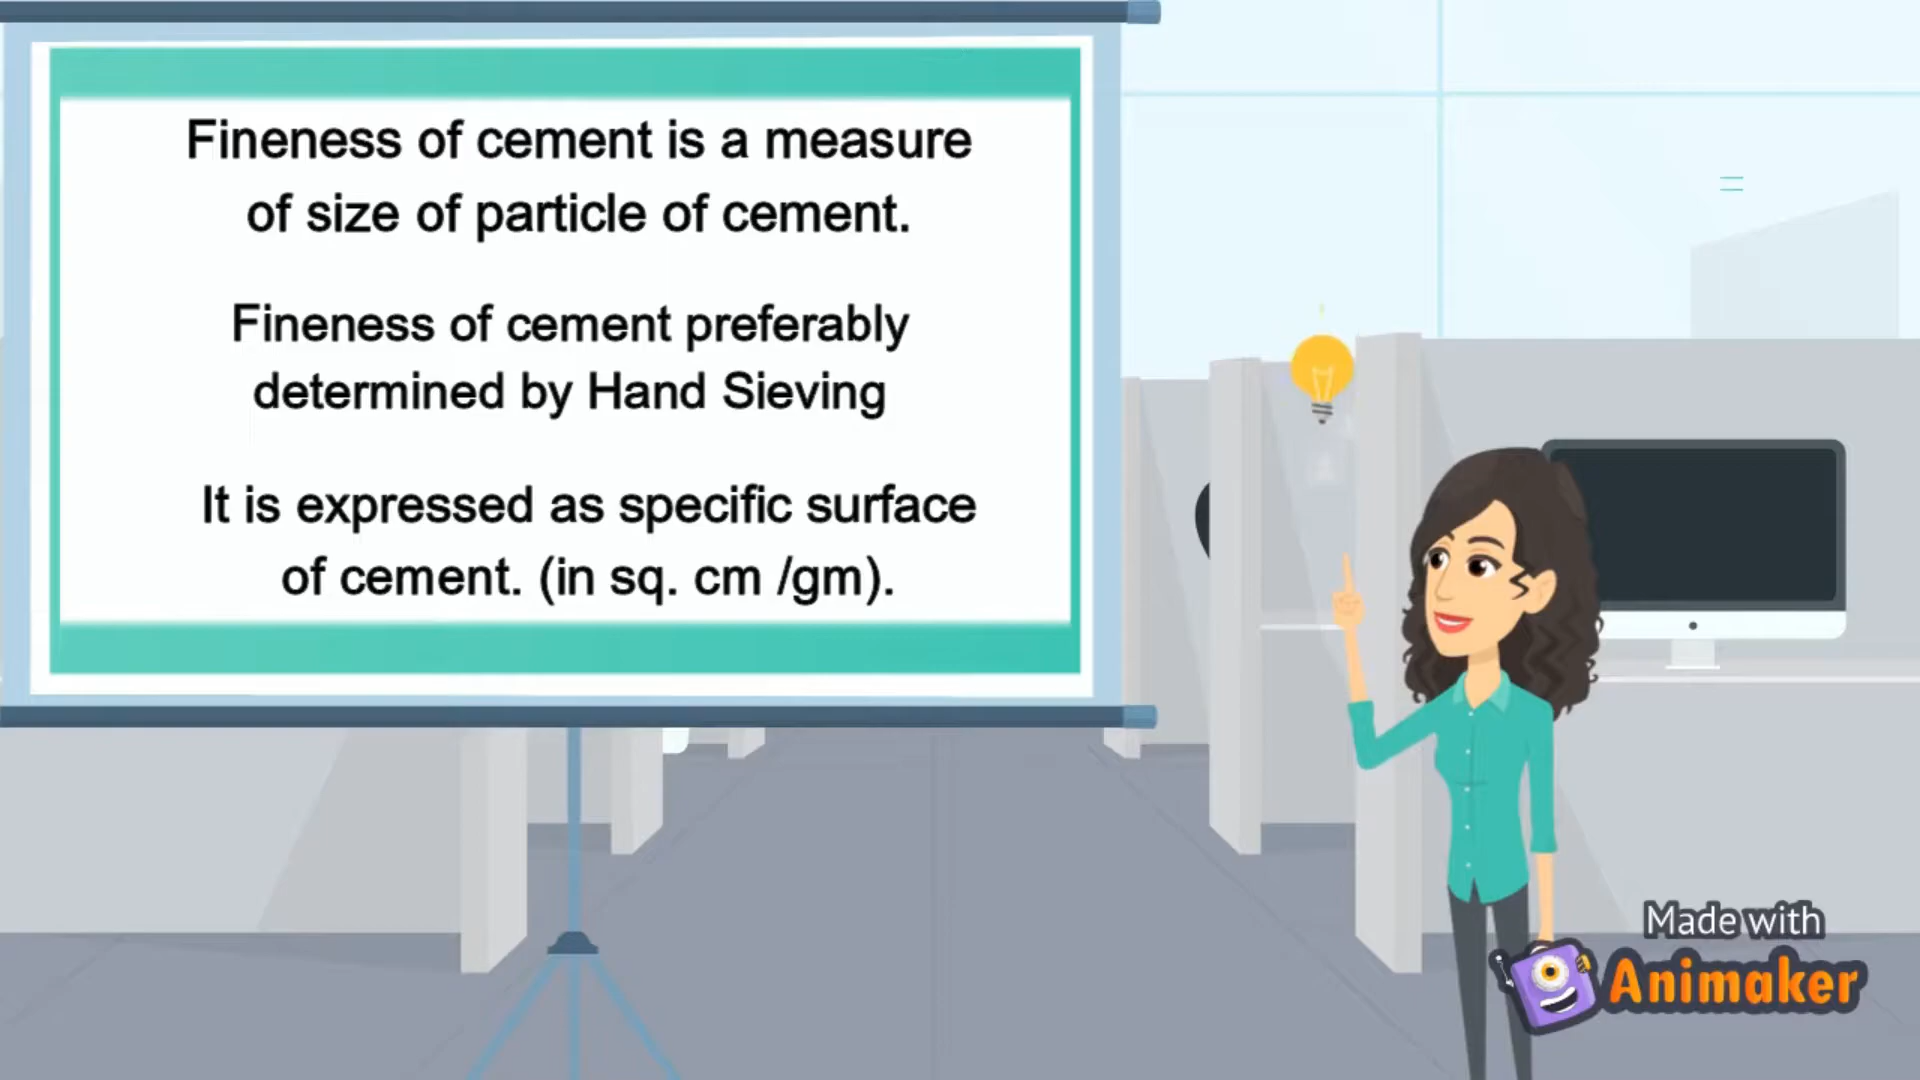 Fineness of cement is a measure
of size of particle of cement.
Fineness of cement preferably
determined by Hand Sieving
It is expressed as specific surface
of cement. (in sq. cm /gm).
Made with
Animaker